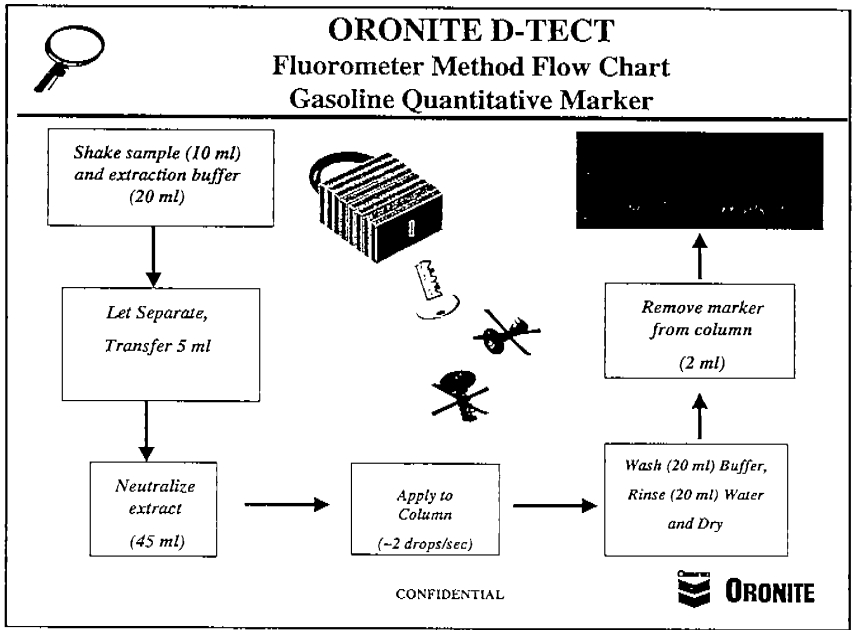 ORONITE D-TECT
Fluorometer Method Flow Chart
Gasoline Quantitative Marker
Shake sample (10 ml)
and extraction buffer
(20 ml)
Let Separate,
Transfer 5 ml
Neutralize
extract
(45 ml)
Apply to
Column
(~2 drops/sec)
Wash (20 ml) Buffer,
Rinse (20 ml) Water
and Dry
Remove marker
from column
(2 ml)
CONFIDENTIAL
ORONITE